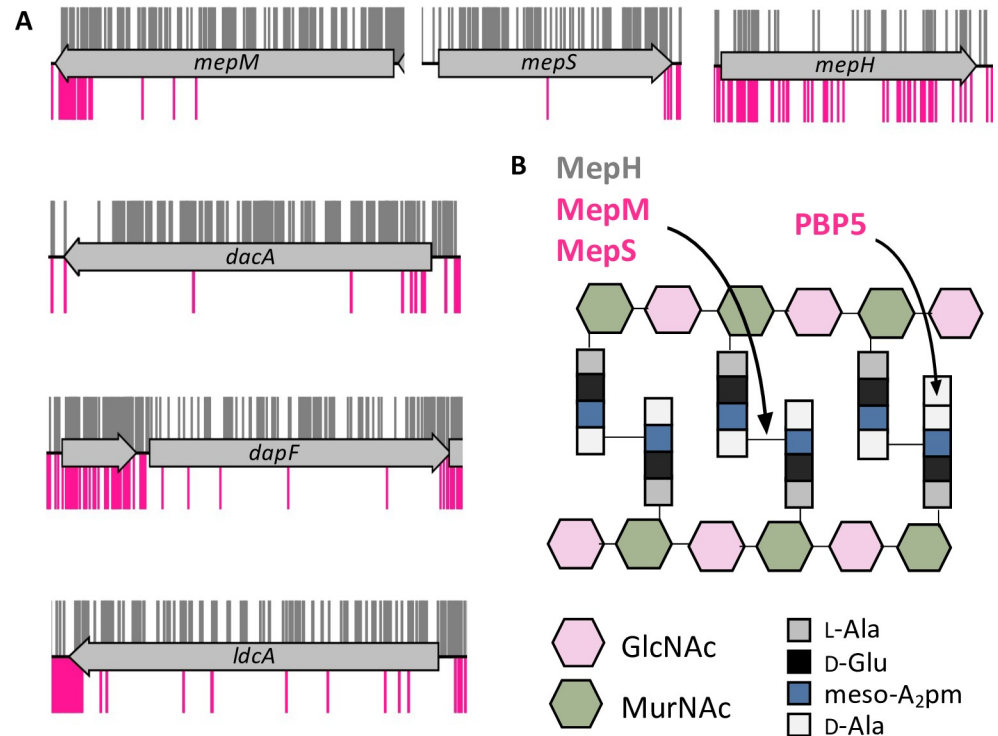 A
mepM
mepS
mepH
dacA
dapF
ldcA
B
MepH
MepM
MepS
PBP5
GlcNAc
MurNAc
L-Ala
D-Glu
meso-A₂pm
D-Ala